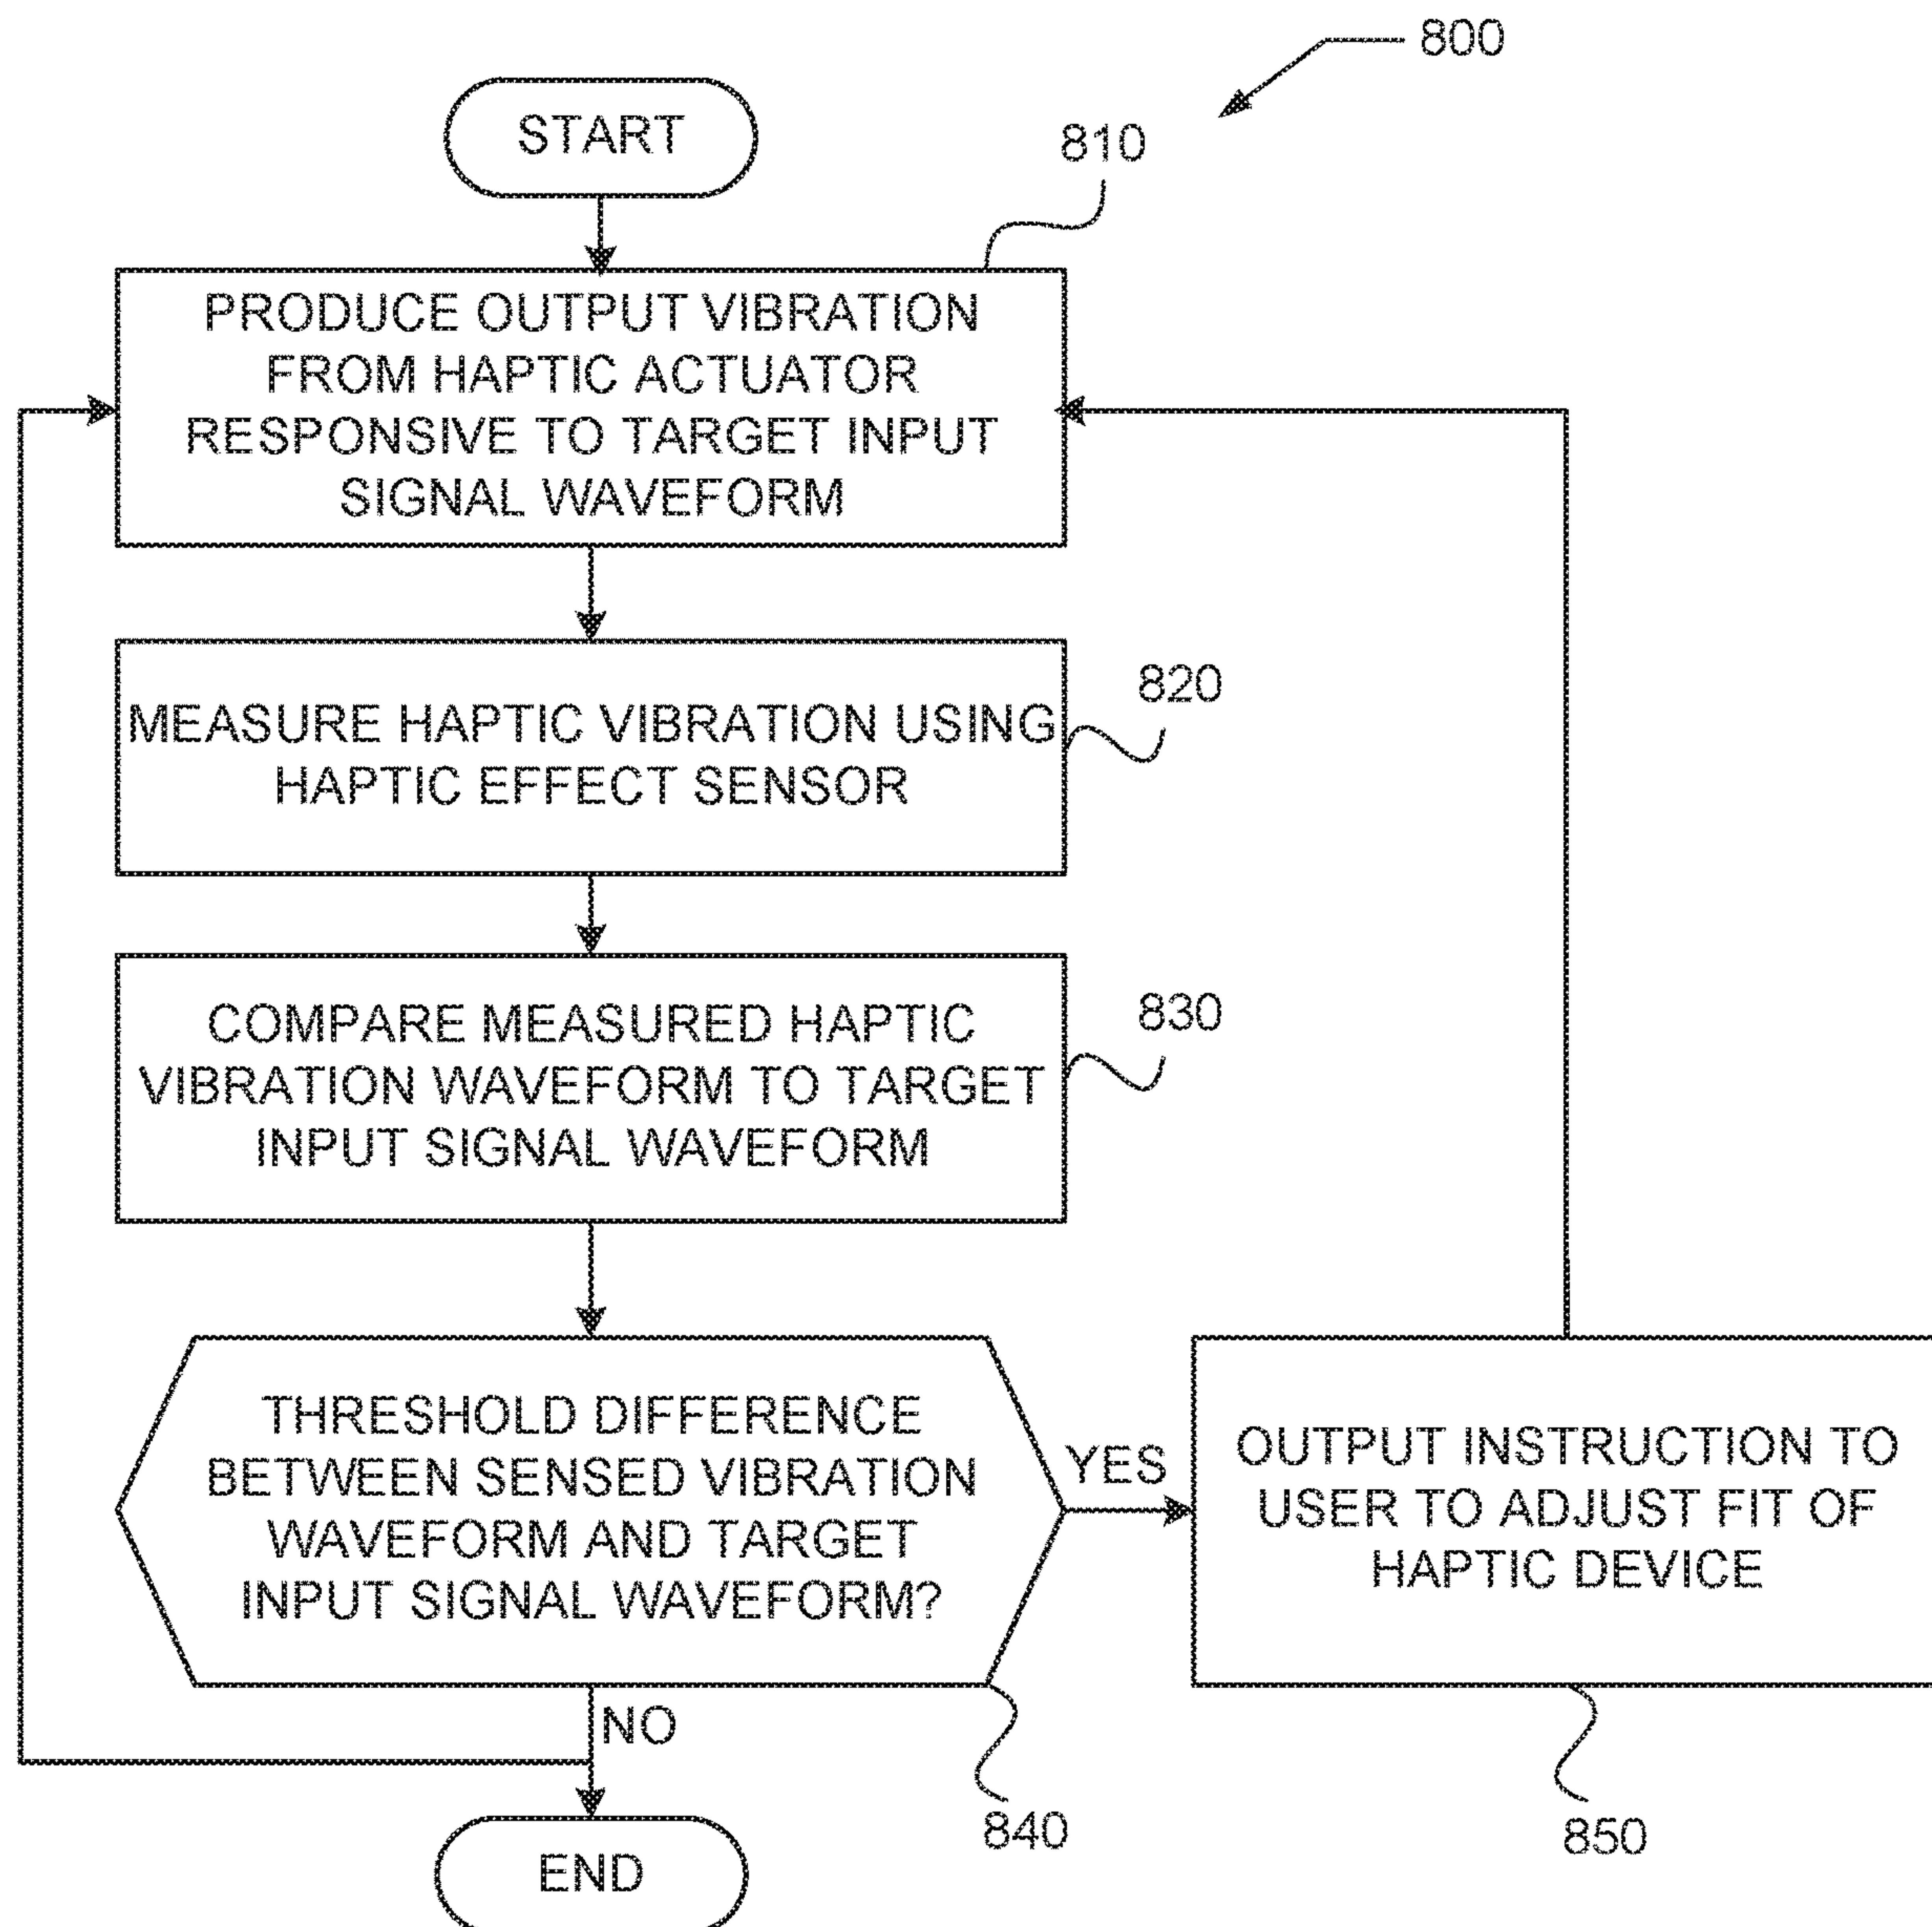 800
START
810
PRODUCE OUTPUT VIBRATION
FROM HAPTIC ACTUATOR
RESPONSIVE TO TARGET INPUT
SIGNAL WAVEFORM
820
MEASURE HAPTIC VIBRATION USING
HAPTIC EFFECT SENSOR
830
COMPARE MEASURED HAPTIC
VIBRATION WAVEFORM TO TARGET
INPUT SIGNAL WAVEFORM
THRESHOLD DIFFERENCE
BETWEEN SENSED VIBRATION
WAVEFORM AND TARGET
INPUT SIGNAL WAVEFORM?
YES
OUTPUT INSTRUCTION TO
USER TO ADJUST FIT OF
HAPTIC DEVICE
NO
840
850
END